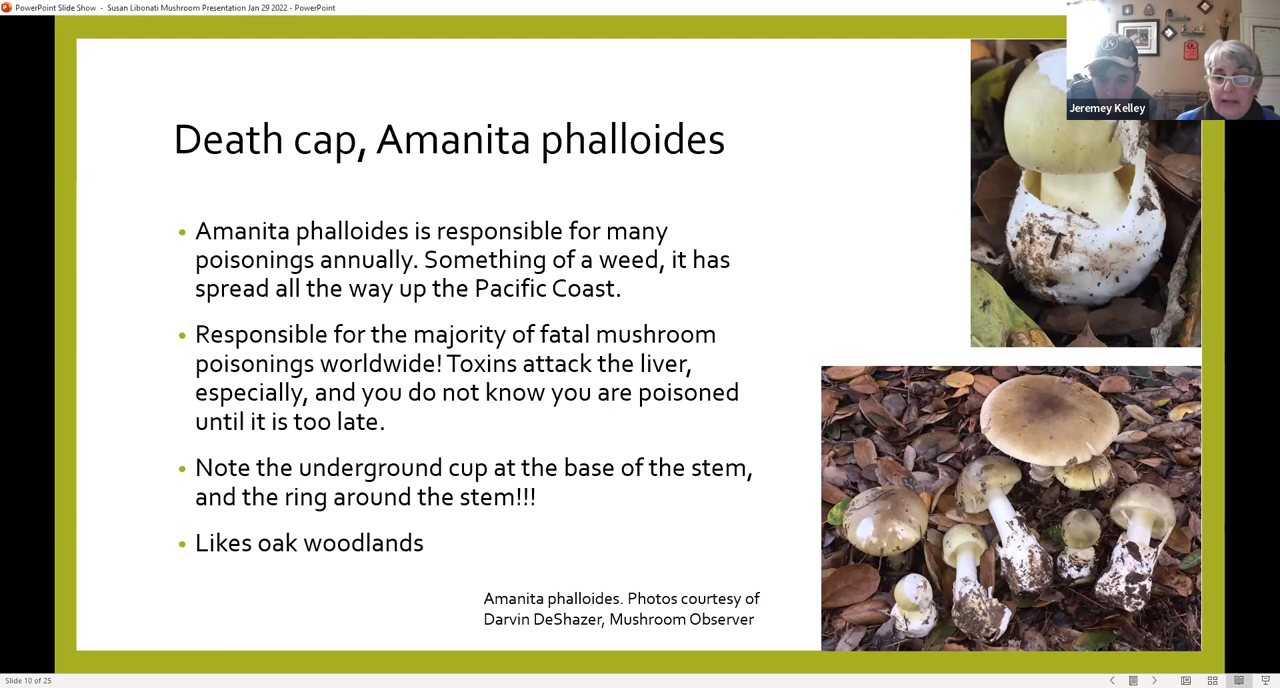 PowerPoint Slide Show - Susan Libonati Mushroom Presentation Jan 29 2022 - PowerPoint
Jeremey Kelley
Death cap, Amanita phalloides
• Amanita phalloides is responsible for many
poisonings annually. Something of a weed, it has
spread all the way up the Pacific Coast.
• Responsible for the majority of fatal mushroom
poisonings worldwide! Toxins attack the liver,
especially, and you do not know you are poisoned
until it is too late.
• Note the underground cup at the base of the stem,
and the ring around the stem!!!
• Likes oak woodlands
Amanita phalloides. Photos courtesy of
Darvin DeShazer, Mushroom Observer
Slide 10 of 25